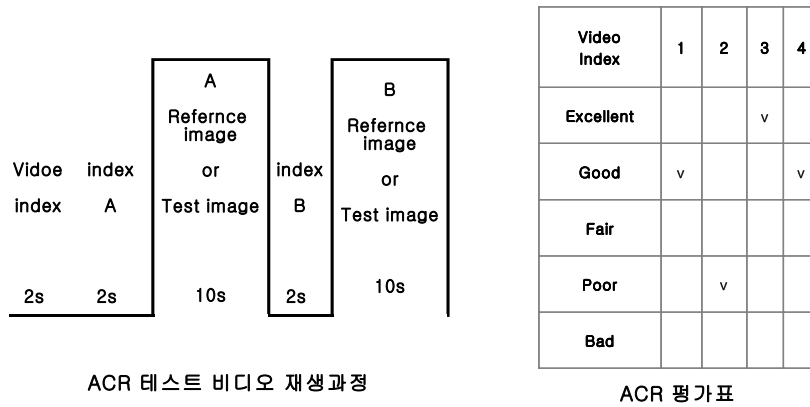 A
Refernce
image
or
Test image
10s
Vidoe
index
2s
index
A
2s
index
B
2s
B
Refernce
image
or
Test image
10s
ACR 테스트 비디오 재생과정
Video
Index
1 2 3 4
Excellent v
Good v v
Fair
Poor v
Bad
ACR 평가표